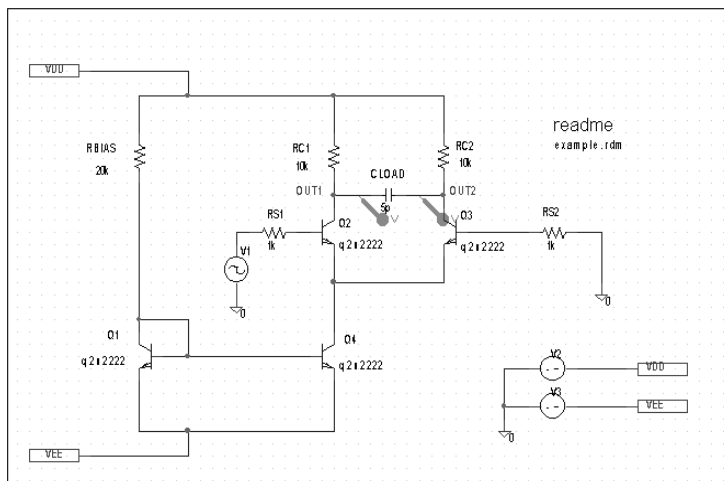 VDD
RBIAS
20k
RC1
10k
RC2
10k
readme
example.rdm
CLOAD
5p
OUT1
OUT2
V
V
RS1
1k
Q2
q2n2222
Q3
q2n2222
RS2
1k
V1
0
0
Q1
q2n2222
Q4
q2n2222
V2
VDD
V3
VEE
0
VEE